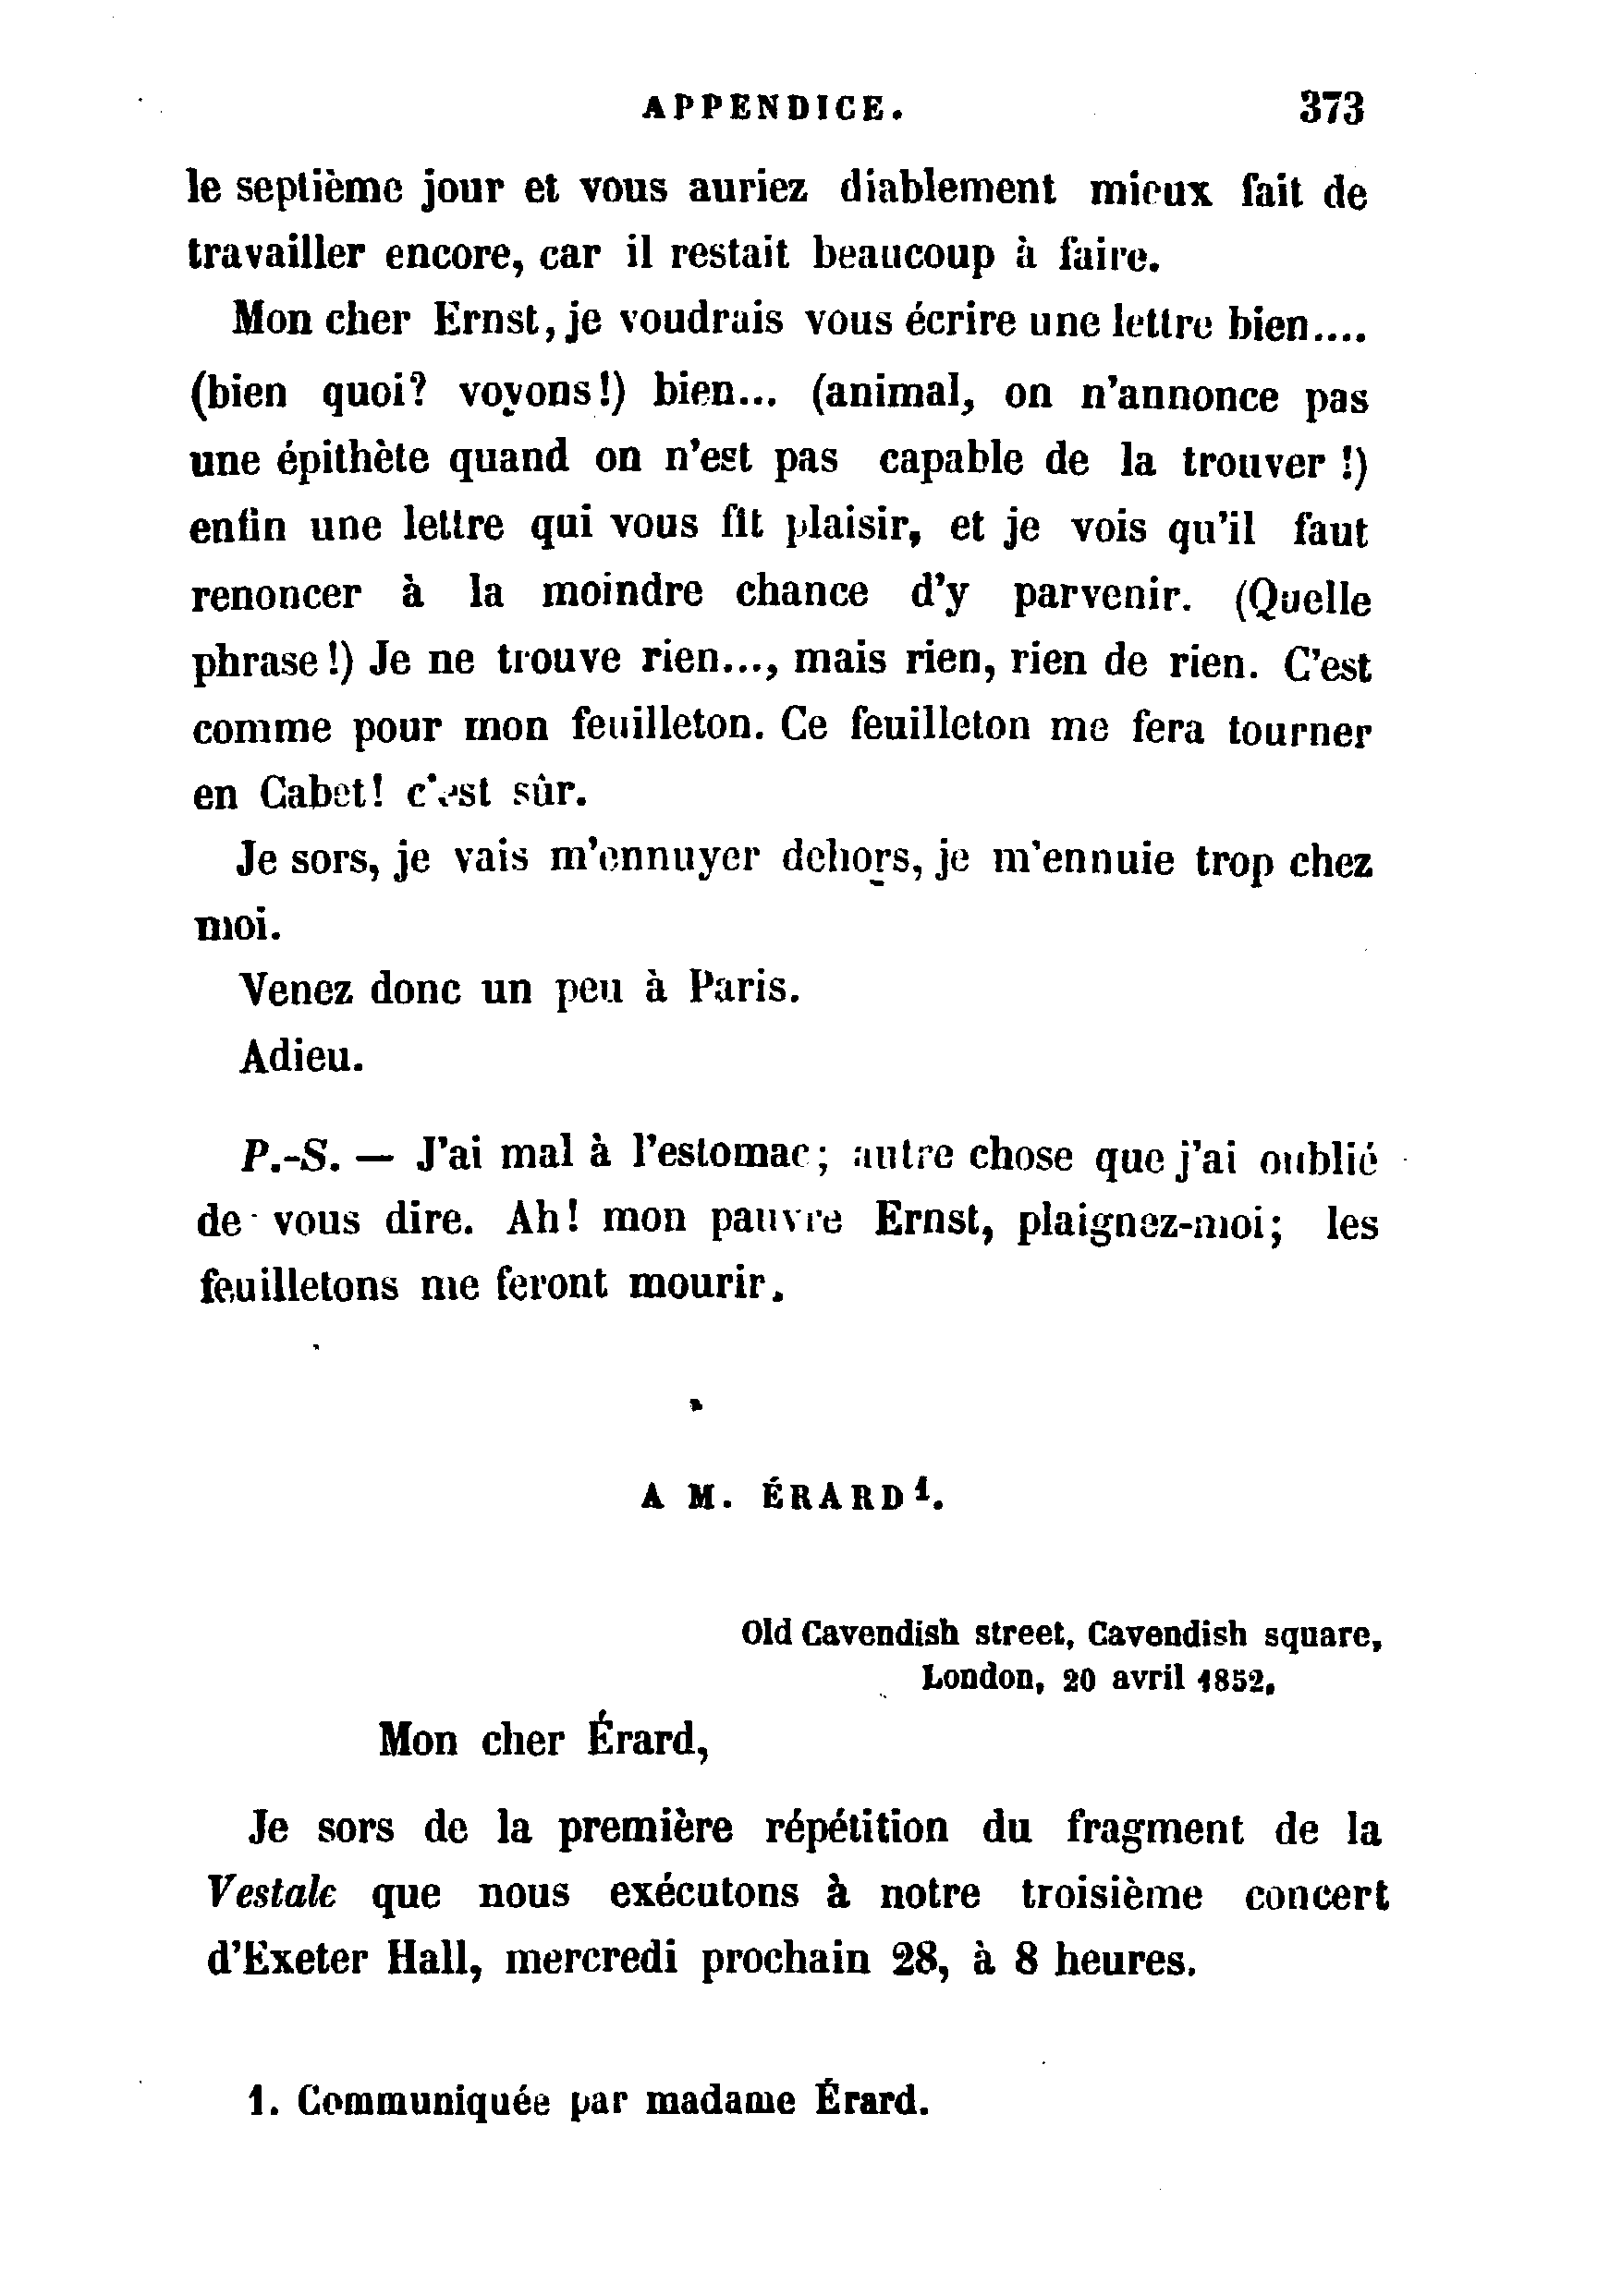 APPENDICE. 373
le septième jour et vous auriez diablement mieux fait de
travailler encore, car il restait beaucoup à faire.
Mon cher Ernst, je voudrais vous écrire une lettre bien....
(bien quoi? voyons!) bien... (animal, on n'annonce pas
une épithète quand on n'est pas capable de la trouver !)
enfin une lettre qui vous fît plaisir, et je vois qu'il faut
renoncer à la moindre chance d'y parvenir. (Quelle
phrase !) Je ne trouve rien..., mais rien, rien de rien. C'est
comme pour mon feuilleton. Ce feuilleton me fera tourner
en Cabet! c'est sûr.
Je sors, je vais m'ennuyer dehors, je m'ennuie trop chez
moi.
Venez donc un peu à Paris.
Adieu.
P.-S. — J'ai mal à l'estomac; autre chose que j'ai oublié
de vous dire. Ah! mon pauvre Ernst, plaignez-moi; les
feuilletons me feront mourir.
A M. ÉRARD¹.
Old Cavendish street, Cavendish square,
London, 20 avril 1852.
Mon cher Érard,
Je sors de la première répétition du fragment de la
Vestale que nous exécutons à notre troisième concert
d'Exeter Hall, mercredi prochain 28, à 8 heures.
1. Communiquée par madame Érard.